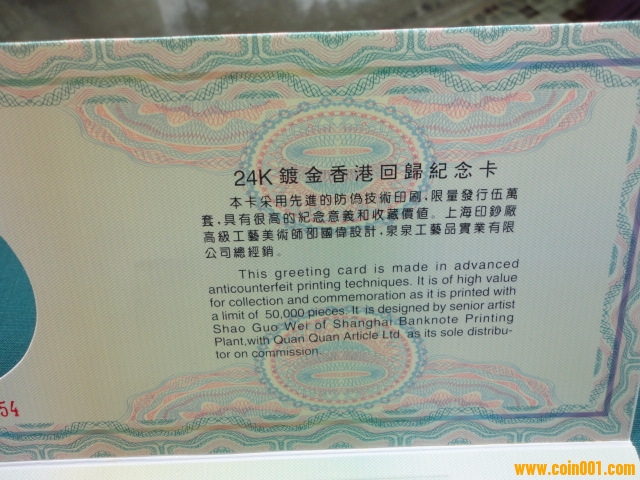 24K鍍金香港回歸紀念卡
本卡采用先進的防偽技術印刷,限量發行伍萬
套,具有很高的紀念意義和收藏價值。上海印鈔廠
高級工藝美術師邵國偉設計,泉泉工藝品實業有限
公司總經銷。
This greeting card is made in advanced
anticounterfeit printing techniques. It is of high value
for collection and commemoration as it is printed with
a limit of 50,000 pieces. It is designed by senior artist
Shao Guo Wei of Shanghai Banknote Printing
Plant,with Quan Quan Article Ltd. as its sole distribu-
tor on commission.
54
www.coin001.com